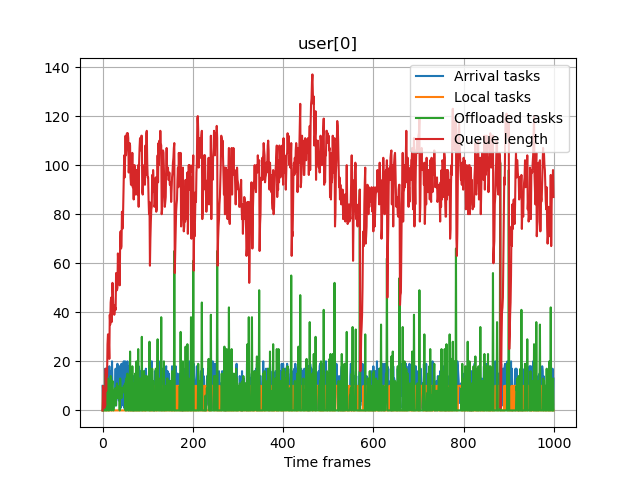 user[0]
140
120
100
80
60
40
20
0
Arrival tasks
Local tasks
Offloaded tasks
Queue length
0 200 400 600 800 1000
Time frames